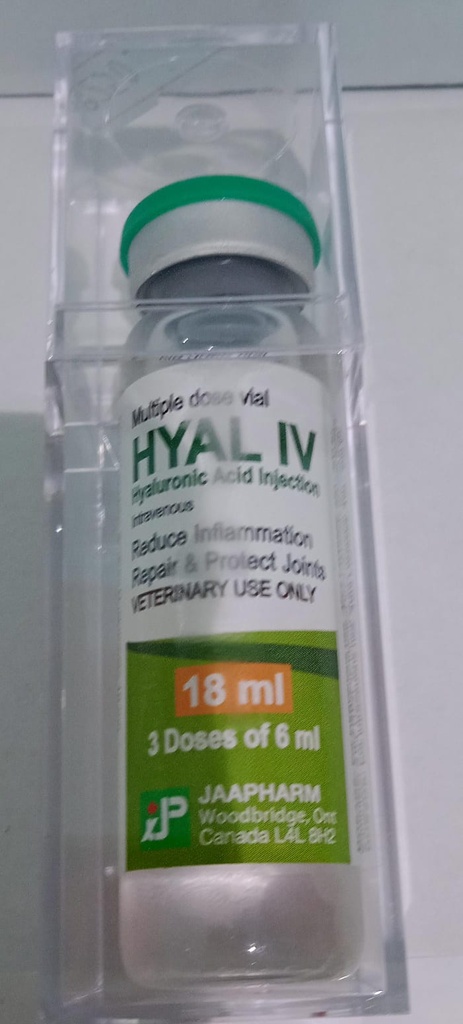 Multiple dose vial
HYAL IV
Hyaluronic Acid Injection
Intravenous
Reduce Inflammation
Repair & Protect Joints
VETERINARY USE ONLY
18 ml
3 Doses of 6 ml
JP
JAAPHARM
Woodbridge, Ont
Canada L4L 8H2